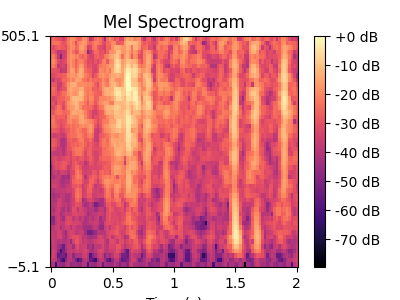 Mel Spectrogram
505.1
-5.1
0
0.5
1
1.5
2
+0 dB
-10 dB
-20 dB
-30 dB
-40 dB
-50 dB
-60 dB
-70 dB